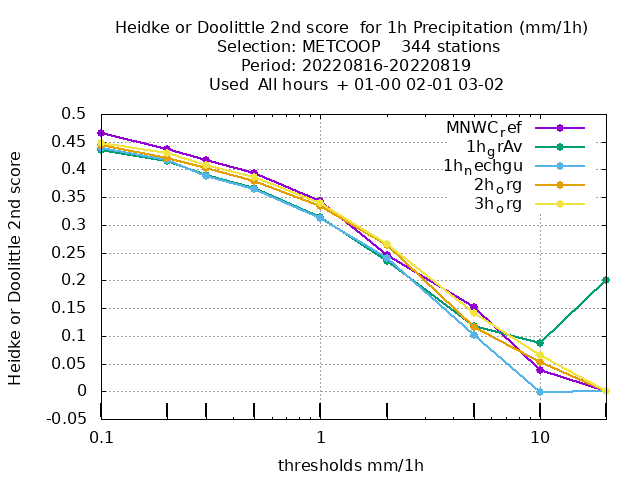 Heidke or Doolittle 2nd score  for 1h Precipitation (mm/1h)
Selection: METCOOP    344 stations
Period: 20220816-20220819
Used  All hours  + 01-00 02-01 03-02
Heidke or Doolittle 2nd score
0.5
0.45
0.4
0.35
0.3
0.25
0.2
0.15
0.1
0.05
0
-0.05
MNWC_ref
1h_grAv
1h_nechgu
2h_org
3h_org
0.1
1
10
thresholds mm/1h